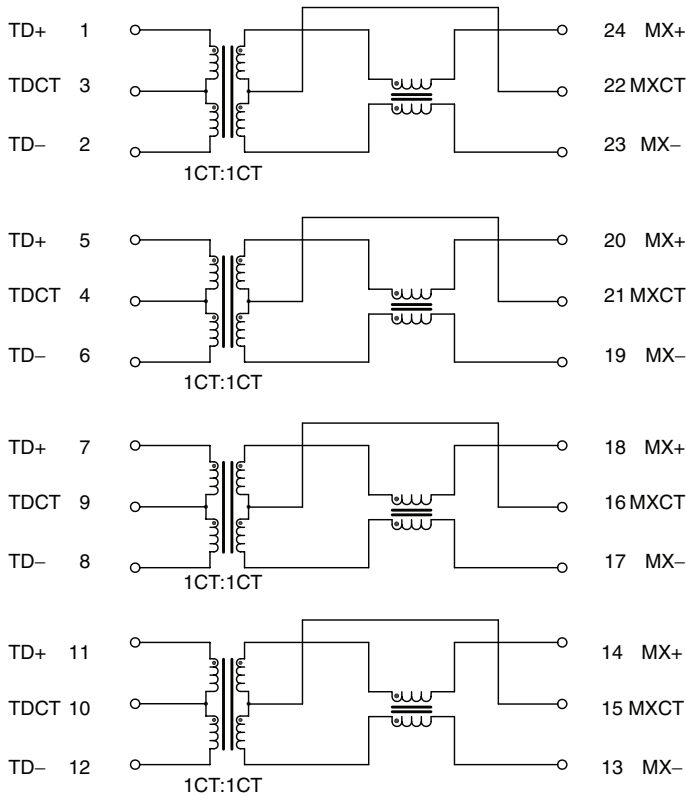 TD+ 1 24 MX+
TDCT 3 22 MXCT
TD− 2 23 MX−
1CT:1CT
TD+ 5 20 MX+
TDCT 4 21 MXCT
TD− 6 19 MX−
1CT:1CT
TD+ 7 18 MX+
TDCT 9 16 MXCT
TD− 8 17 MX−
1CT:1CT
TD+ 11 14 MX+
TDCT 10 15 MXCT
TD− 12 13 MX−
1CT:1CT